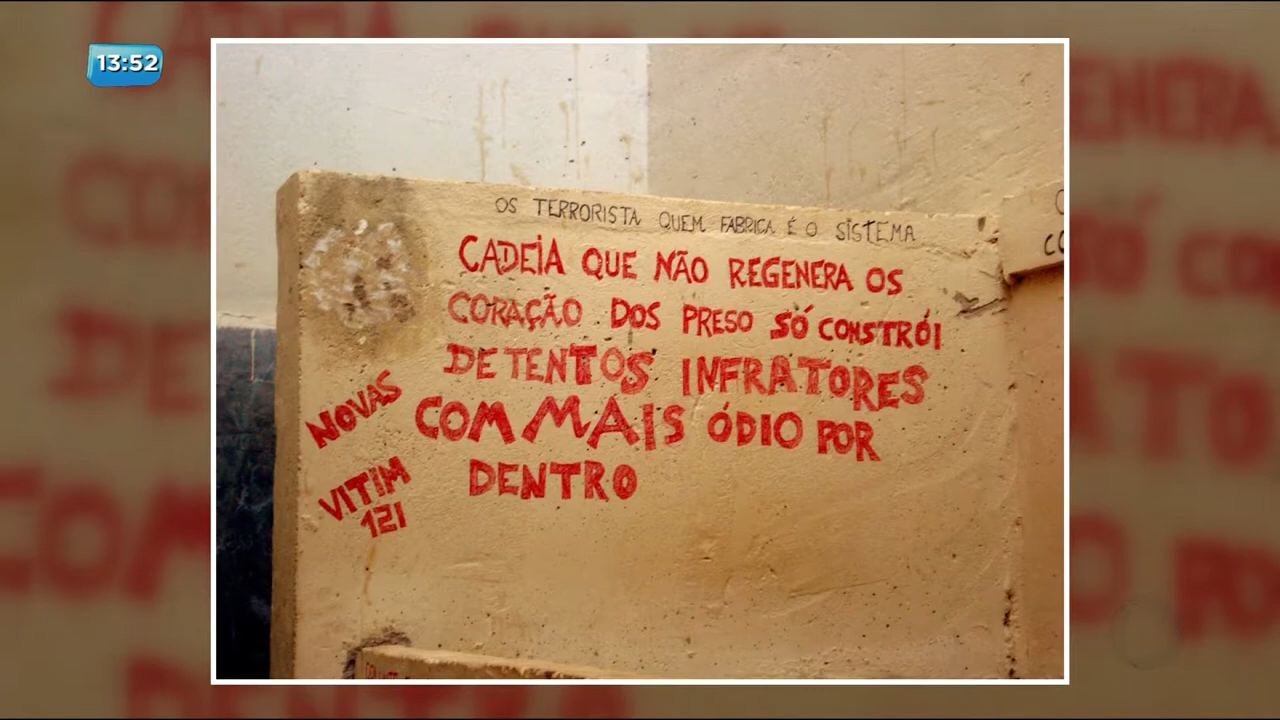 13:52
OS TERRORISTA QUEM FABRICA É O SISTEMA
CADEIA QUE NÃO REGENERA OS
CORAÇÃO DOS PRESO SÓ CONSTRÓI
DETENTOS INFRATORES
COM MAIS ÓDIO POR
DENTRO
NOVAS
VITIM
121